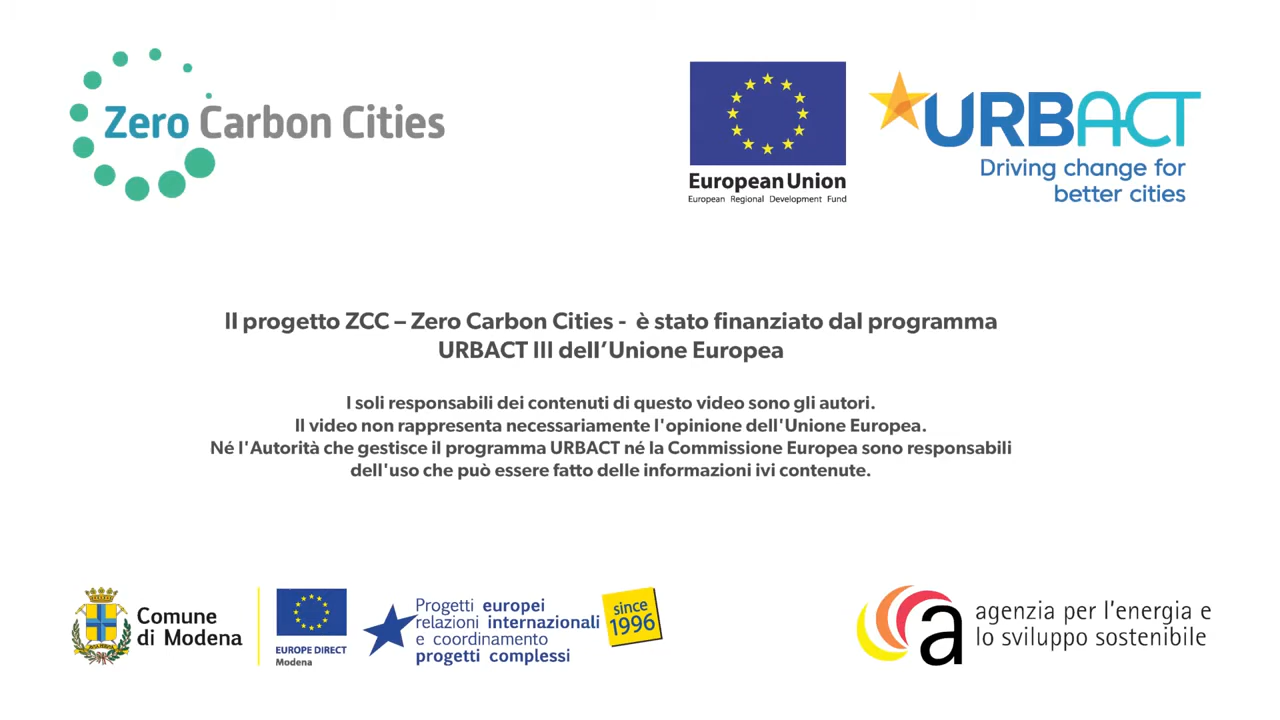 Zero Carbon Cities
European Union
European Regional Development Fund
URBACT
Driving change for
better cities
Il progetto ZCC – Zero Carbon Cities - è stato finanziato dal programma
URBACT III dell’Unione Europea
I soli responsabili dei contenuti di questo video sono gli autori.
Il video non rappresenta necessariamente l'opinione dell'Unione Europea.
Né l'Autorità che gestisce il programma URBACT né la Commissione Europea sono responsabili
dell'uso che può essere fatto delle informazioni ivi contenute.
Comune
di Modena
EUROPE DIRECT
Modena
Progetti europei
relazioni internazionali
e coordinamento
progetti complessi
since
1996
a
agenzia per l'energia e
lo sviluppo sostenibile